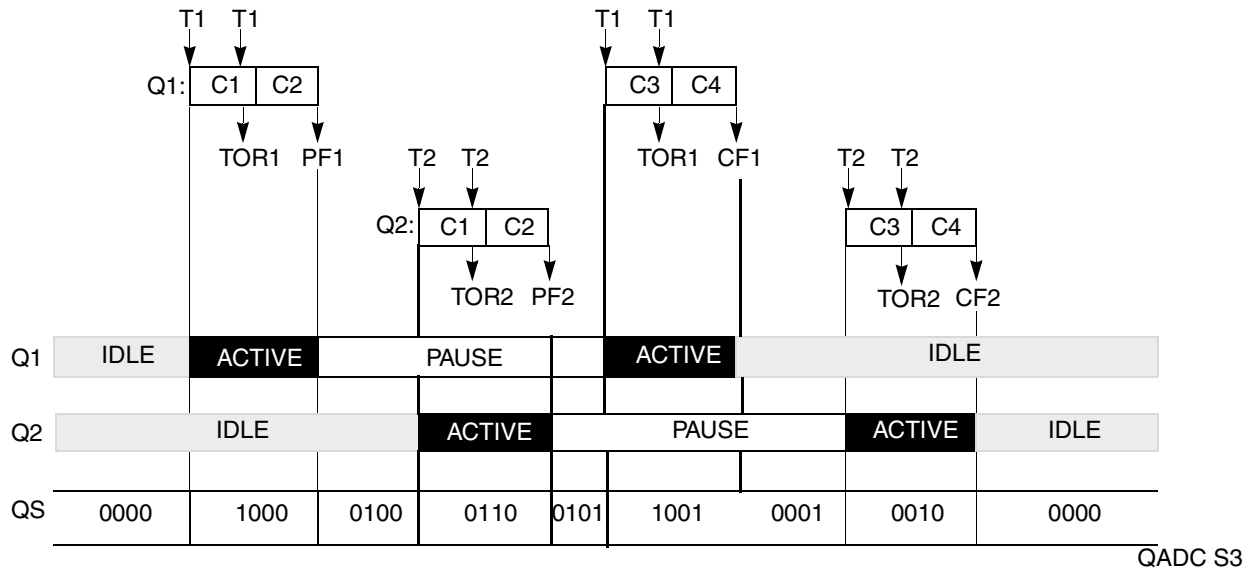 T1 T1 T1 T1
Q1: C1 C2 C3 C4
TOR1 PF1 T2 T2 TOR1 CF1 T2 T2
Q2: C1 C2 C3 C4
TOR2 PF2 TOR2 CF2
Q1 IDLE ACTIVE PAUSE ACTIVE IDLE
Q2 IDLE ACTIVE PAUSE ACTIVE IDLE
QS 0000 1000 0100 0110 0101 1001 0001 0010 0000
QADC S3